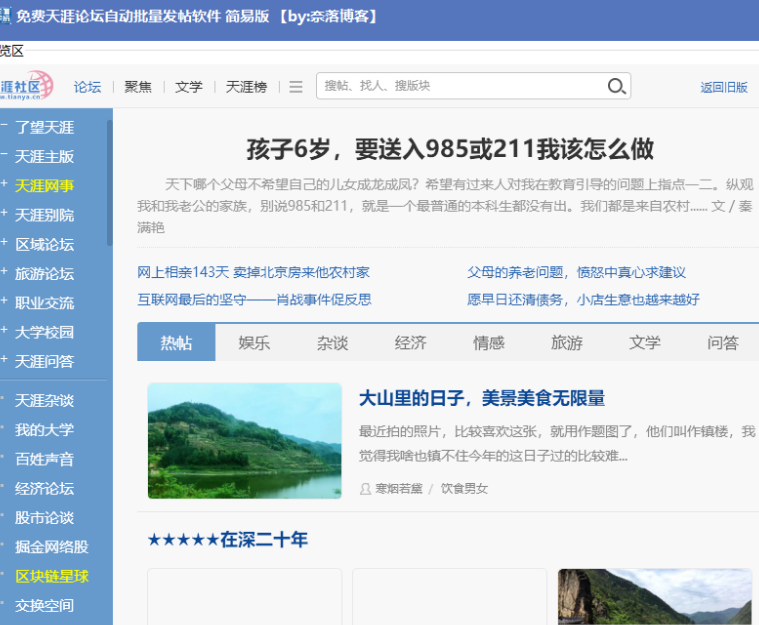 免费天涯论坛自动批量发帖软件 简易版 【by:奈落博客】
览区
涯社区
w.tianya.cn
论坛 聚焦 文学 天涯榜 搜帖、找人、搜版块 返回旧版
- 了望天涯
- 天涯主版
+ 天涯网事
+ 天涯别院
+ 区域论坛
+ 旅游论坛
+ 职业交流
+ 大学校园
+ 天涯问答
天涯杂谈
我的大学
百姓声音
经济论坛
股市论谈
掘金网络股
区块链星球
交换空间
孩子6岁，要送入985或211我该怎么做
天下哪个父母不希望自己的儿女成龙成凤？希望有过来人对我在教育引导的问题上指点一二。纵观
我和我老公的家族，别说985和211，就是一个最普通的本科生都没有出。我们都是来自农村...... 文 / 秦
满艳
网上相亲143天 卖掉北京房来他农村家 父母的养老问题，愤怒中真心求建议
互联网最后的坚守——肖战事件促反思 愿早日还清债务，小店生意也越来越好
热帖 娱乐 杂谈 经济 情感 旅游 文学 问答
大山里的日子，美景美食无限量
最近拍的照片，比较喜欢这张，就用作题图了，他们叫作镇楼，我
觉得我啥也镇不住今年的这日子过的比较难...
寒烟若黛 / 饮食男女
★★★★★在深二十年